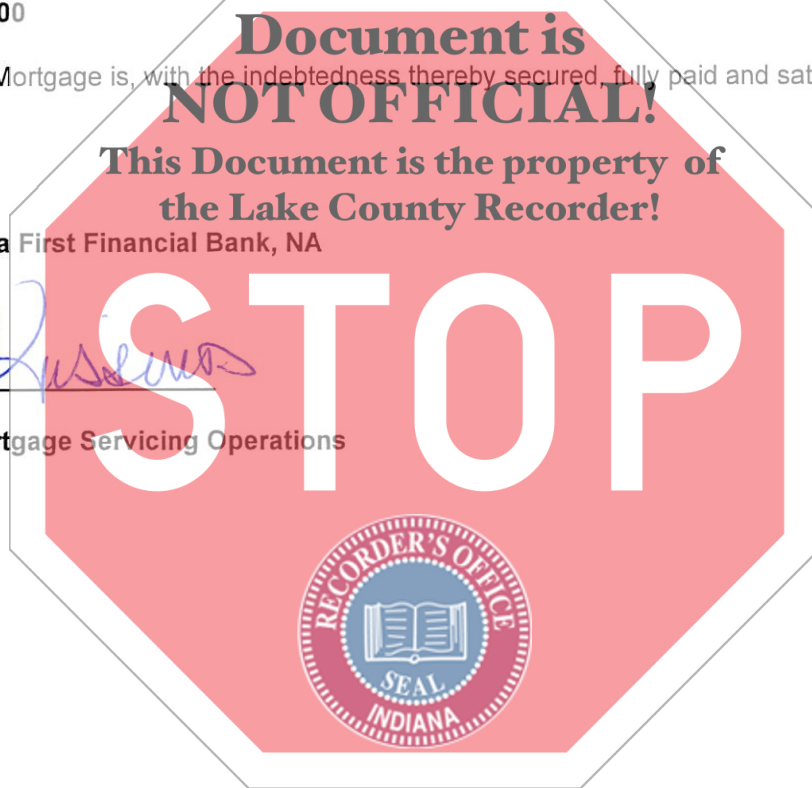 00
Document is
Mortgage is, with the indebtedness thereby secured, fully paid and sat
NOT OFFICIAL!
This Document is the property of
the Lake County Recorder!
a First Financial Bank, NA
STOP
rtgage Servicing Operations
RECORDER'S OFFICE
SEAL
INDIANA